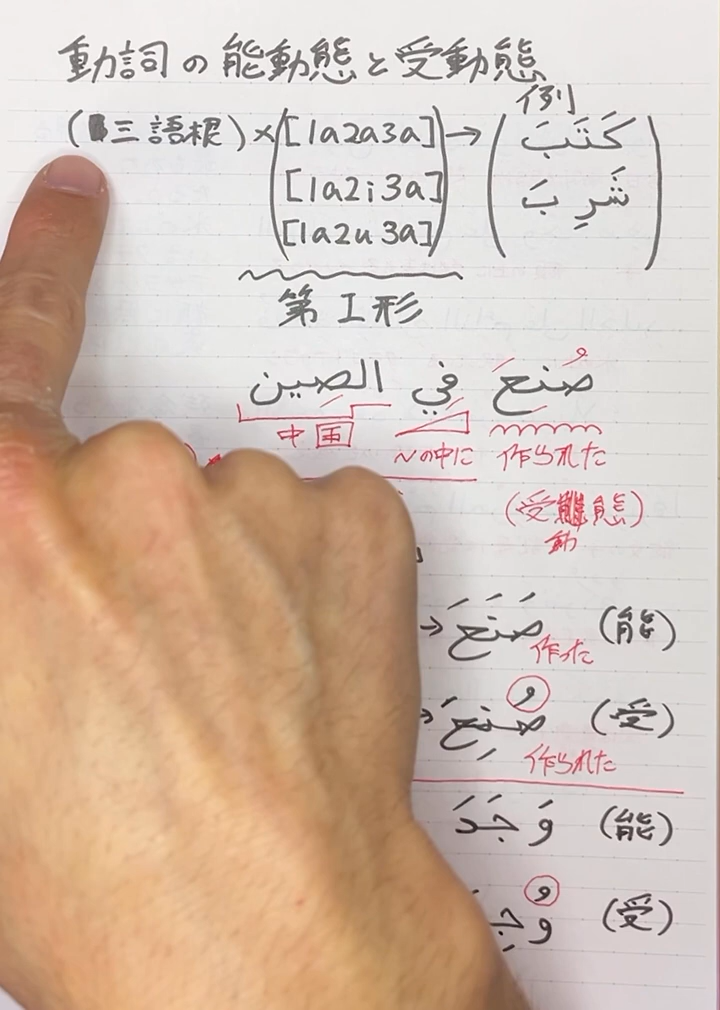 動詞の能動態と受動態
例
(三語根)×([1a2a3a]→(كَتَبَ
[1a2i3a] شَرِبَ
[1a2u3a])
第I形
صُنِعَ في الصين
中国 〜の中に 作られた
(受動態)
→ صَنَعَ 作った (能)
→ صُنِعَ 作られた (受)
وَجَدَ (能)
(受)